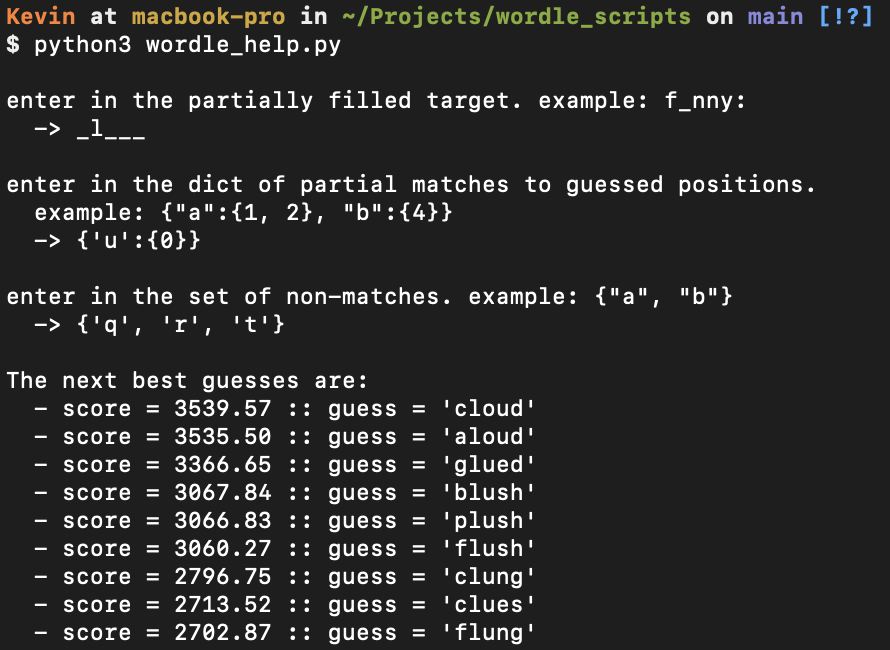 Kevin at macbook-pro in ~/Projects/wordle_scripts on main [!?]
$ python3 wordle_help.py
enter in the partially filled target. example: f_nny:
-> _l___
enter in the dict of partial matches to guessed positions.
example: {"a":{1, 2}, "b":{4}}
-> {'u':{0}}
enter in the set of non-matches. example: {"a", "b"}
-> {'q', 'r', 't'}
The next best guesses are:
- score = 3539.57 :: guess = 'cloud'
- score = 3535.50 :: guess = 'aloud'
- score = 3366.65 :: guess = 'glued'
- score = 3067.84 :: guess = 'blush'
- score = 3066.83 :: guess = 'plush'
- score = 3060.27 :: guess = 'flush'
- score = 2796.75 :: guess = 'clung'
- score = 2713.52 :: guess = 'clues'
- score = 2702.87 :: guess = 'flung'